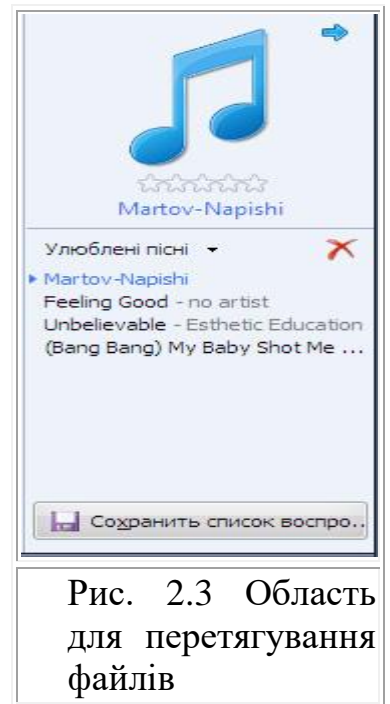 Martov-Napishi
Улюблені пісні
Martov-Napishi
Feeling Good - no artist
Unbelievable - Esthetic Education
(Bang Bang) My Baby Shot Me ...
Сохранить список воспро..
Рис. 2.3 Область
для перетягування
файлів